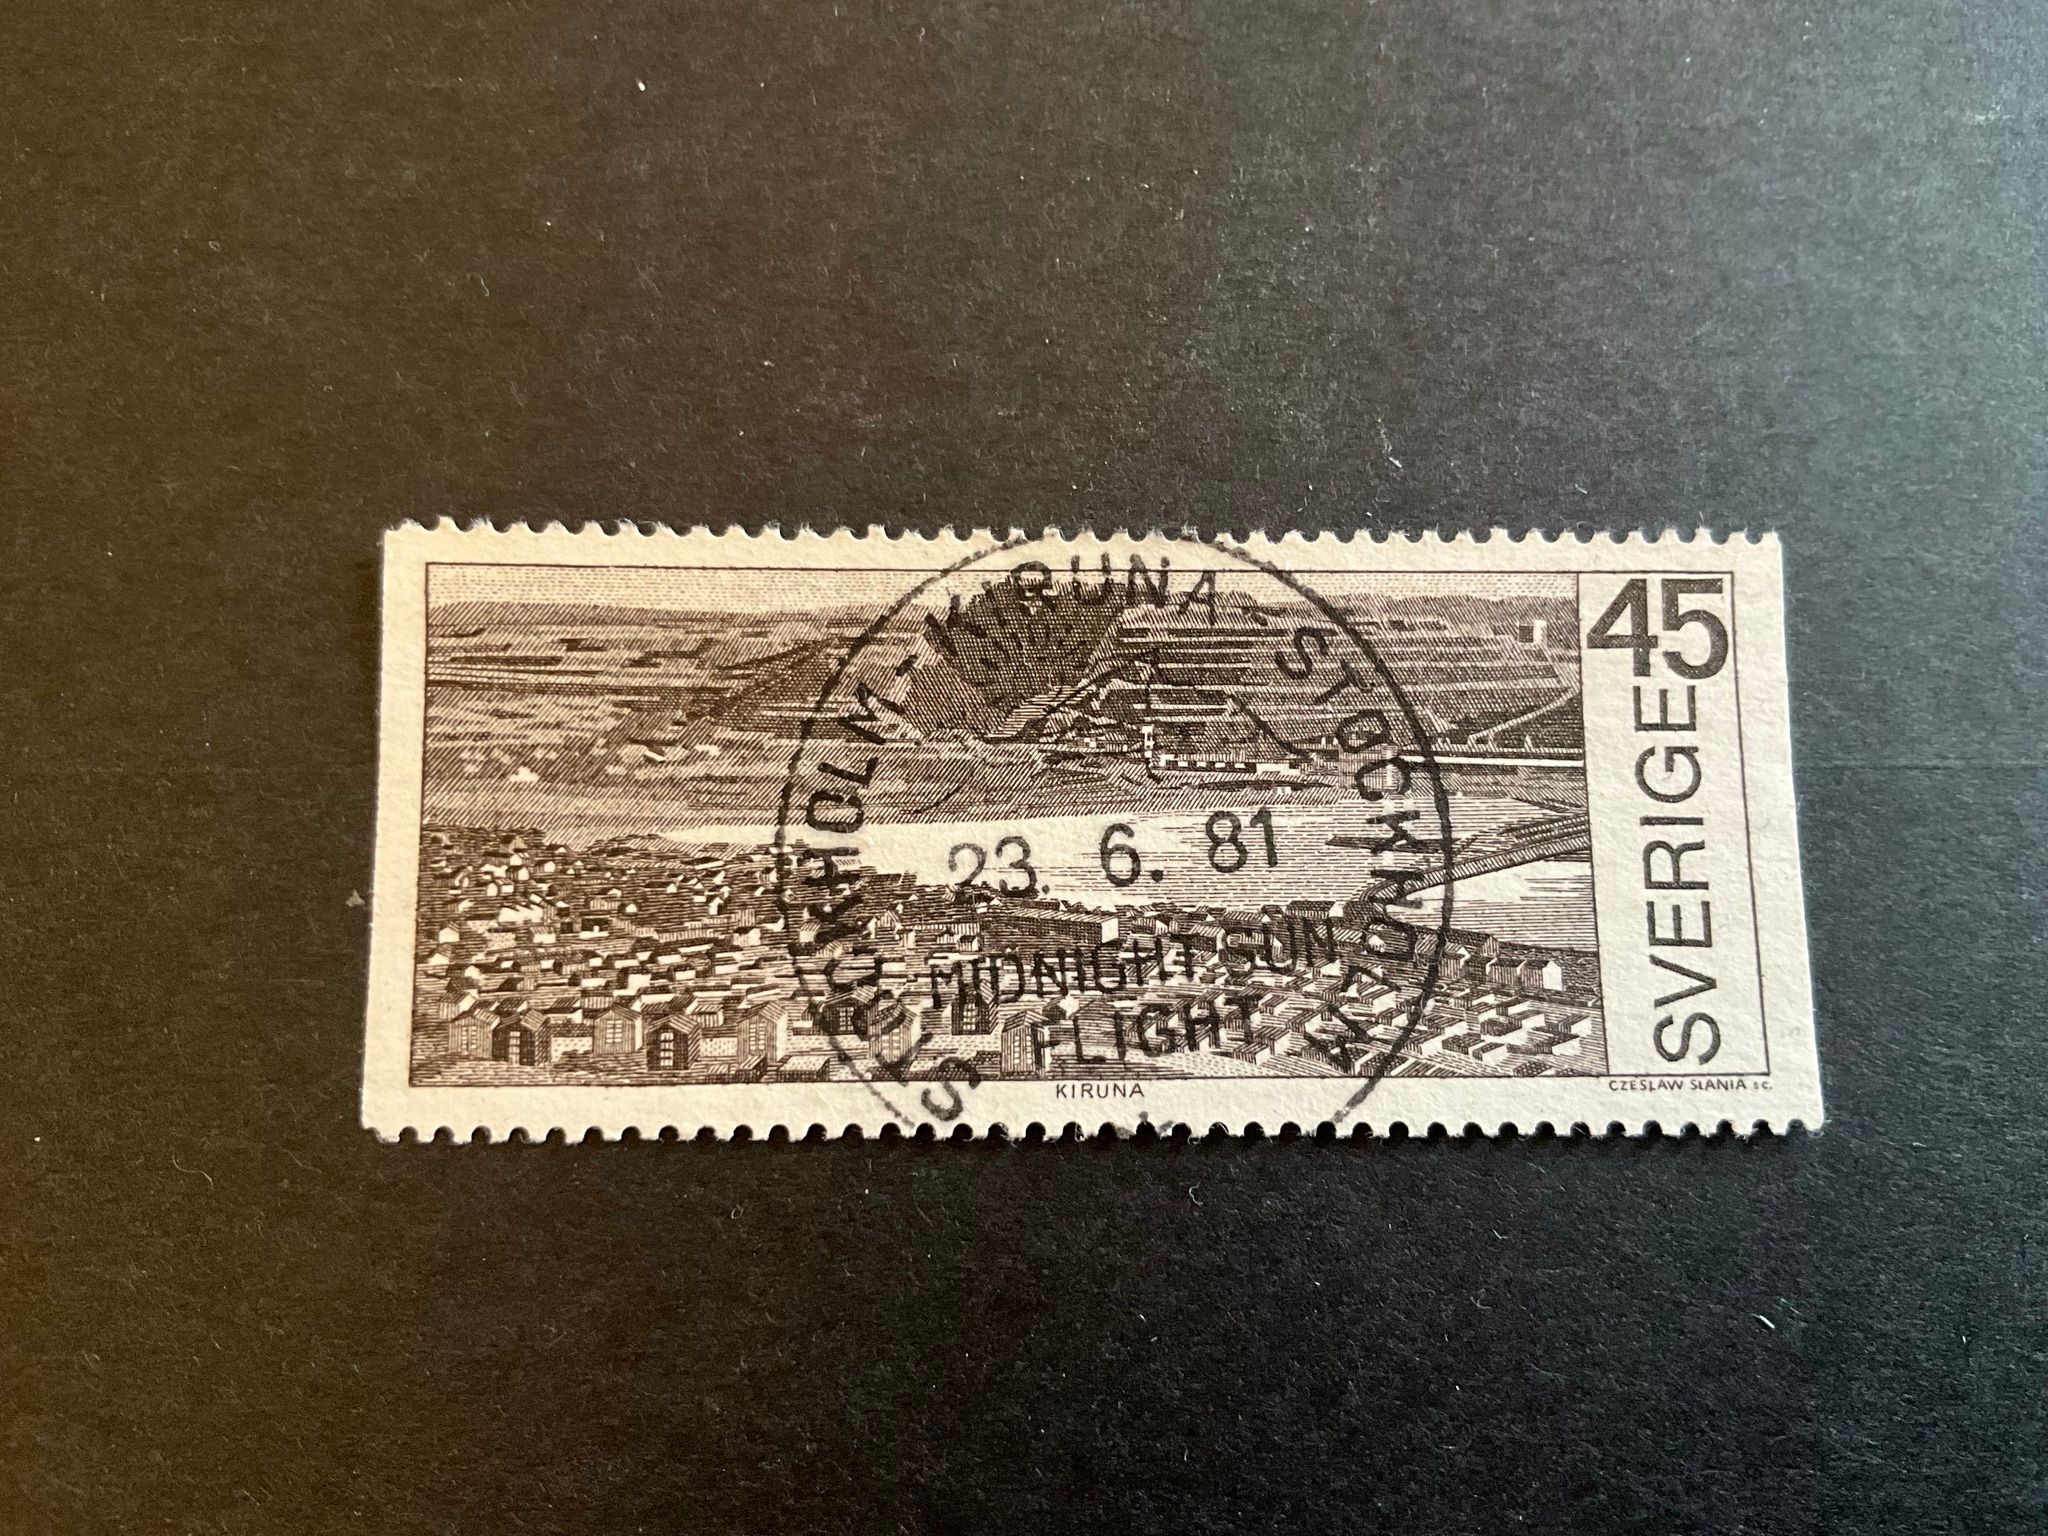 45
SVERIGE
STOCKHOLM - KIRUNA - STOCKHOLM
23. 6. 81
MIDNIGHT SUN
FLIGHT
KIRUNA
CZESLAW SLANIA sc.